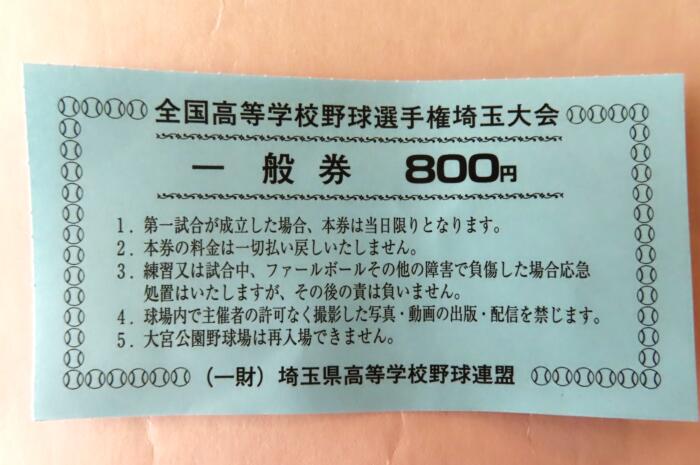 全国高等学校野球選手権埼玉大会
一般券 800円
1．第一試合が成立した場合、本券は当日限りとなります。
2．本券の料金は一切払い戻しいたしません。
3．練習又は試合中、ファールボールその他の障害で負傷した場合応急
処置はいたしますが、その後の責は負いません。
4．球場内で主催者の許可なく撮影した写真・動画の出版・配信を禁じます。
5．大宮公園野球場は再入場できません。
（一財）埼玉県高等学校野球連盟